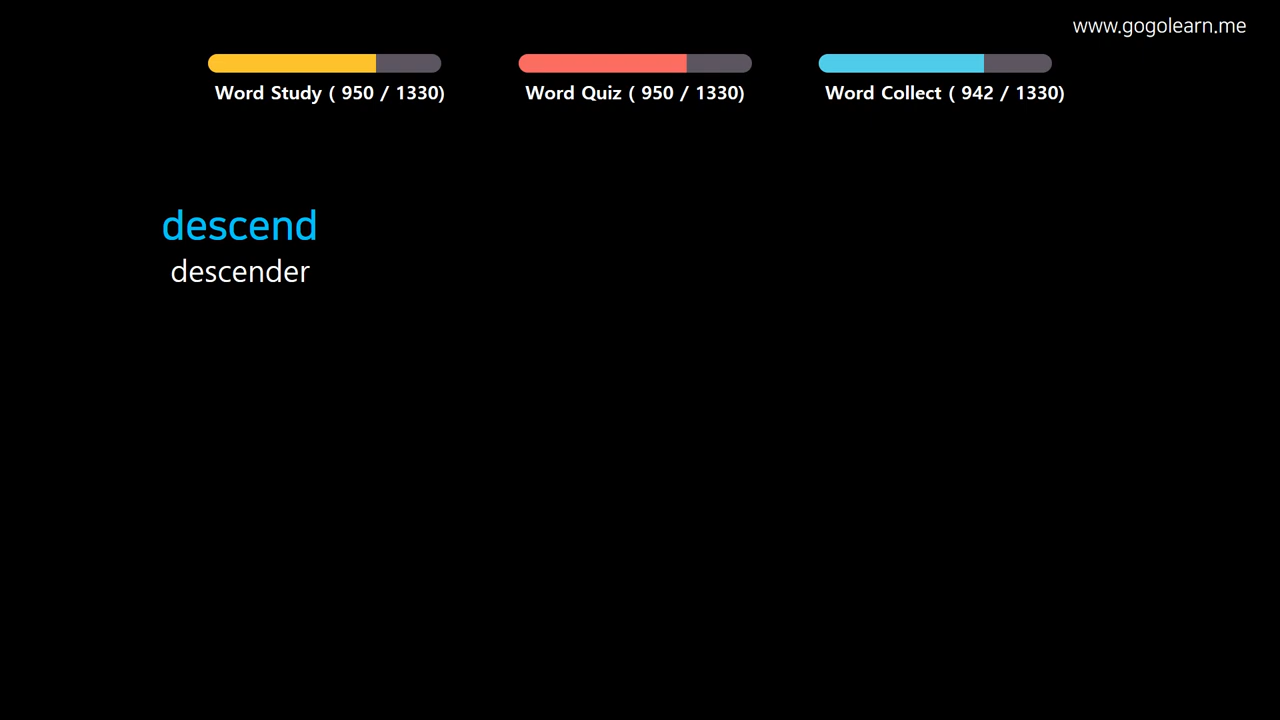 www.gogolearn.me
Word Study ( 950 / 1330)
Word Quiz ( 950 / 1330)
Word Collect ( 942 / 1330)
descend
descender